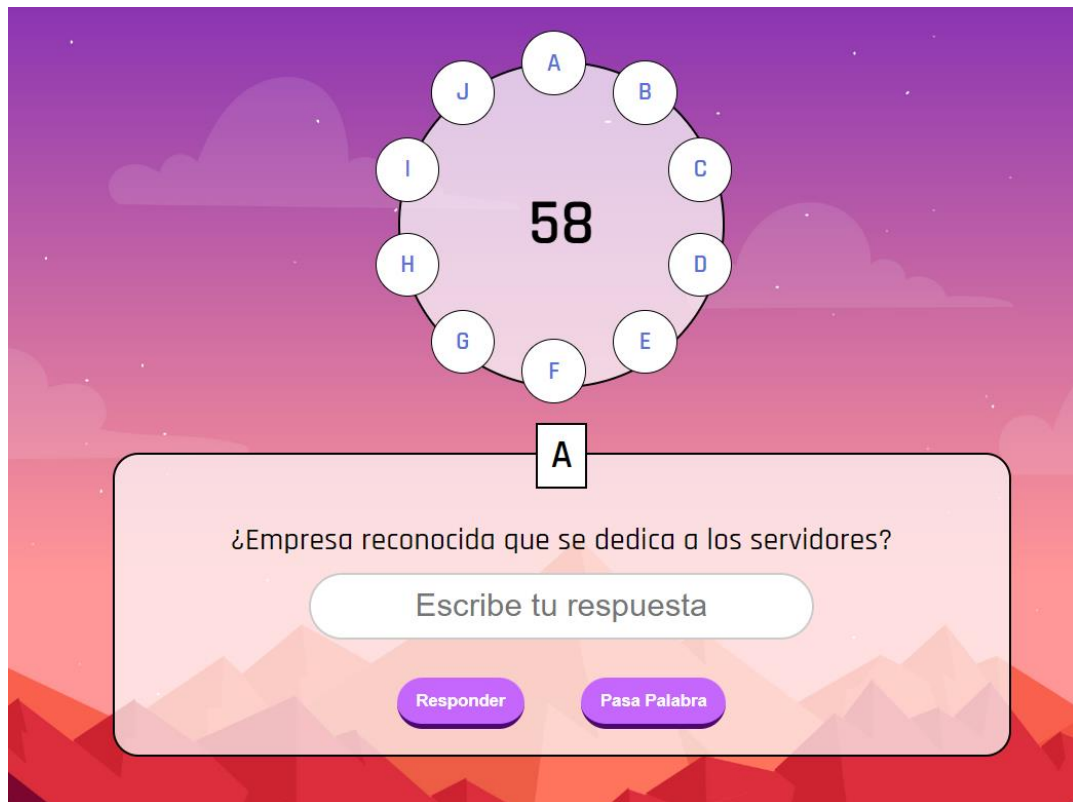 A
B
C
D
E
F
G
H
I
J
58
A
¿Empresa reconocida que se dedica a los servidores?
Escribe tu respuesta
Responder
Pasa Palabra